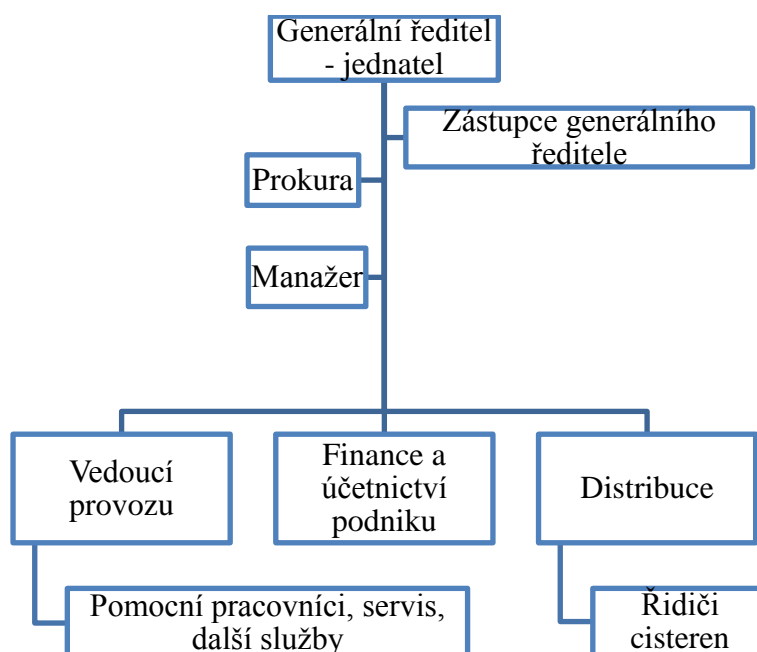 Generální ředitel
- jednatel
Zástupce generálního
ředitele
Prokura
Manažer
Vedoucí
provozu
Finance a
účetnictví
podniku
Distribuce
Pomocní pracovníci, servis,
další služby
Řidiči
cisteren